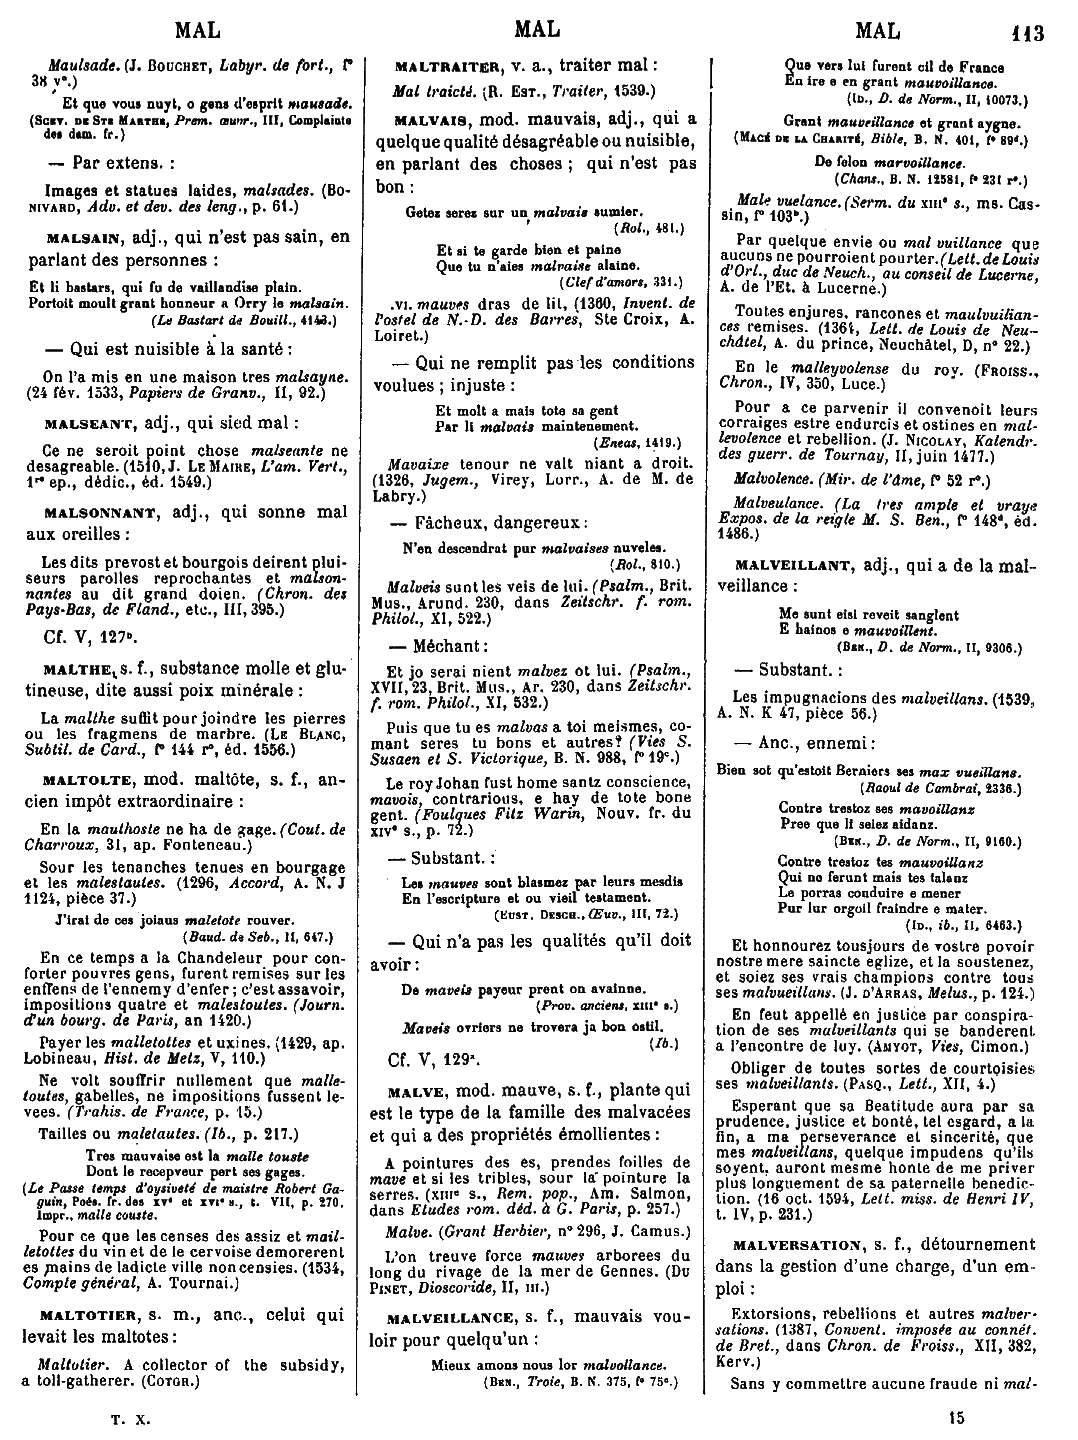 MAL
MAL
MAL
113
Maulsade. (J. BOUCHET, Labyr. de fort., f°
38 v°.)
Et que vous nuyt, o gens d'esprit mausade.
(SCEV. DE STE MARTHE, Prem. œuvr., III, Complainte
des dam. fr.)
— Par extens. :
Images et statues laides, malsades. (BO-
NIVARD, Adv. et dev. des leng., p. 61.)
MALSAIN, adj., qui n'est pas sain, en
parlant des personnes :
Et li bastars, qui fu de vaillandise plain.
Portoit moult grant honneur a Orry le malsain.
(Le Bastart de Bouill., 4143.)
— Qui est nuisible à la santé :
On l'a mis en une maison tres malsayne.
(24 fév. 1533, Papiers de Granv., II, 92.)
MALSEANT, adj., qui sied mal :
Ce ne seroit point chose malseante ne
desagreable. (1510, J. LE MAIRE, L'am. Vert.,
1re ep., dédic., éd. 1549.)
MALSONNANT, adj., qui sonne mal
aux oreilles :
Les dits prevost et bourgois deirent plui-
seurs parolles reprochantes et malson-
nantes au dit grand doien. (Chron. des
Pays-Bas, de Fland., etc., III, 395.)
Cf. V, 127b.
MALTHE, s. f., substance molle et glu-
tineuse, dite aussi poix minérale :
La malthe suffit pour joindre les pierres
ou les fragmens de marbre. (LE BLANC,
Subtil. de Card., f° 144 r°, éd. 1556.)
MALTOLTE, mod. maltôte, s. f., an-
cien impôt extraordinaire :
En la maulhoste ne ha de gage. (Cout. de
Charroux, 31, ap. Fonteneau.)
Sour les tenanches tenues en bourgage
et les malestautes. (1296, Accord, A. N. J
1124, pièce 37.)
J'irai de ces joiaus maletote rouver.
(Baud. de Seb., II, 647.)
En ce temps a la Chandeleur pour con-
forter pouvres gens, furent remises sur les
enffens de l'ennemy d'enfer ; c'est assavoir,
impositions quatre et malestoutes. (Journ.
d'un bourg. de Paris, an 1420.)
Payer les malletottes et uxines. (1429, ap.
Lobineau, Hist. de Metz, V, 110.)
Ne volt souffrir nullement que malle-
toutes, gabelles, ne impositions fussent le-
vees. (Trahis. de France, p. 15.)
Tailles ou maletautes. (Ib., p. 217.)
Tres mauvaise est la malle touste
Dont le recepveur pert ses gages.
(Le Passe temps d'oysiveté de maistre Robert Ga-
guin, Poés. fr. des XVe et XVIe s., t. VII, p. 270.
Impr., malle couste.
Pour ce que les censes des assiz et mail-
letottes du vin et de le cervoise demorerent
es mains de ladicte ville non censies. (1534,
Compte général, A. Tournai.)
MALTOTIER, s. m., anc., celui qui
levait les maltotes :
Maltotier. A collector of the subsidy,
a toll-gatherer. (COTGR.)
T. X.
MALTRAITER, v. a., traiter mal :
Mal traicté. (R. EST., Traiter, 1539.)
MALVAIS, mod. mauvais, adj., qui a
quelque qualité désagréable ou nuisible,
en parlant des choses ; qui n'est pas
bon :
Getez serez sur un malvais sumier.
(Rol., 481.)
Et si te garde bien et paine
Que tu n'aies malvaise alaine.
(Clef d'amors, 331.)
.VI. mauves dras de lit, (1360, Invent. de
l'ostel de N.-D. des Barres, Ste Croix, A.
Loiret.)
— Qui ne remplit pas les conditions
voulues ; injuste :
Et molt a mais tote sa gent
Par li malvais maintenement.
(Eneas, 1419.)
Mavaixe tenour ne valt niant a droit.
(1326, Jugem., Virey, Lorr., A. de M. de
Labry.)
— Fâcheux, dangereux :
N'en descendrat pur malvaises nuveles.
(Rol., 810.)
Malveis sunt les veis de lui. (Psalm., Brit.
Mus., Arund. 230, dans Zeitschr. f. rom.
Philol., XI, 522.)
— Méchant :
Et jo serai nient malvez ot lui. (Psalm.,
XVII, 23, Brit. Mus., Ar. 230, dans Zeitschr.
f. rom. Philol., XI, 532.)
Puis que tu es malvas a toi meismes, co-
mant seres tu bons et autres? (Vies S.
Susaen et S. Victorique, B. N. 988, f° 19c.)
Le roy Johan fust home santz conscience,
mavois, contrarious, e hay de tote bone
gent. (Foulques Fitz Warin, Nouv. fr. du
XIVe s., p. 72.)
— Substant. :
Les mauves sont blasmez par leurs mesdis
En l'escripture et ou vieil testament.
(EUST. DESCH., Œuv., III, 72.)
— Qui n'a pas les qualités qu'il doit
avoir :
De maveis payeur prent on avainne.
(Prov. anciens, XIIIe s.)
Maveis ovriers ne trovera ja bon ostil.
(Ib.)
Cf. V, 129a.
MALVE, mod. mauve, s. f., plante qui
est le type de la famille des malvacées
et qui a des propriétés émollientes :
A pointures des es, prendes foilles de
mave et si les tribles, sour la pointure la
serres. (XIIIe s., Rem. pop., Am. Salmon,
dans Etudes rom. déd. à G. Paris, p. 257.)
Malve. (Grant Herbier, n° 296, J. Camus.)
L'on treuve force mauves arborees du
long du rivage de la mer de Gennes. (DU
PINET, Dioscoride, II, III.)
MALVEILLANCE, s. f., mauvais vou-
loir pour quelqu'un :
Mieux amons nous lor malvollance.
(BEN., Troie, B. N. 375, f° 75c.)
Que vers lui furent cil de France
En ire e en grant mauvoillance.
(ID., D. de Norm., II, 10073.)
Grant mauveillance et grant aygne.
(MACÉ DE LA CHARITÉ, Bible, B. N. 401, f° 89d.)
De felon marvoillance.
(Chans., B. N. 12581, f° 231 r°.)
Male vuelance. (Serm. du XIIIe s., ms. Cas-
sin, f° 103b.)
Par quelque envie ou mal vuillance que
aucuns ne pourroient pourter. (Lett. de Louis
d'Orl., duc de Neuch., au conseil de Lucerne,
A. de l'Et. à Lucerne.)
Toutes enjures, rancones et maulvuilian-
ces remises. (1364, Lett. de Louis de Neu-
châtel, A. du prince, Neuchâtel, D, n° 22.)
En le malleyvolense du roy. (FROISS.,
Chron., IV, 350, Luce.)
Pour a ce parvenir il convenoit leurs
corraiges estre endurcis et ostines en mal-
levolence et rebellion. (J. NICOLAY, Kalendr.
des guerr. de Tournay, II, juin 1477.)
Malvolence. (Mir. de l'âme, f° 52 r°.)
Malveulance. (La tres ample et vraye
Expos. de la reigle M. S. Ben., f° 148d, éd.
1486.)
MALVEILLANT, adj., qui a de la mal-
veillance :
Me sunt eisi reveit sanglent
E hainos e mauvoillent.
(BEN., D. de Norm., II, 9306.)
— Substant. :
Les impugnacions des malveillans. (1539,
A. N. K 47, pièce 56.)
— Anc., ennemi :
Bien sot qu'estoit Berniers ses max vueillans.
(Raoul de Cambrai, 2336.)
Contre trestoz ses mavoillanz
Pree que li seiez aidanz.
(BEN., D. de Norm., II, 9160.)
Contre trestoz tes mauvoillanz
Qui ne ferunt mais tes talanz
Le porras conduire e mener
Pur lur orgoil fraindre e mater.
(ID., ib., II, 6463.)
Et honnourez tousjours de vostre povoir
nostre mere saincte eglize, et la soustenez,
et soiez ses vrais champions contre tous
ses malvueillans. (J. D'ARRAS, Melus., p. 124.)
En feut appellé en justice par conspira-
tion de ses malveillants qui se banderent
a l'encontre de luy. (AMYOT, Vies, Cimon.)
Obliger de toutes sortes de courtoisies
ses malveillants. (PASQ., Lett., XII, 4.)
Esperant que sa Beatitude aura par sa
prudence, justice et bonté, tel esgard, a la
fin, a ma perseverance et sincerité, que
mes malveillans, quelque impudens qu'ils
soyent, auront mesme honte de me priver
plus longuement de sa paternelle benedic-
tion. (16 oct. 1594, Lett. miss. de Henri IV,
t. IV, p. 231.)
MALVERSATION, s. f., détournement
dans la gestion d'une charge, d'un em-
ploi :
Extorsions, rebellions et autres malver-
sations. (1387, Convent. imposée au connét.
de Bret., dans Chron. de Froiss., XII, 382,
Kerv.)
Sans y commettre aucune fraude ni mal-
15